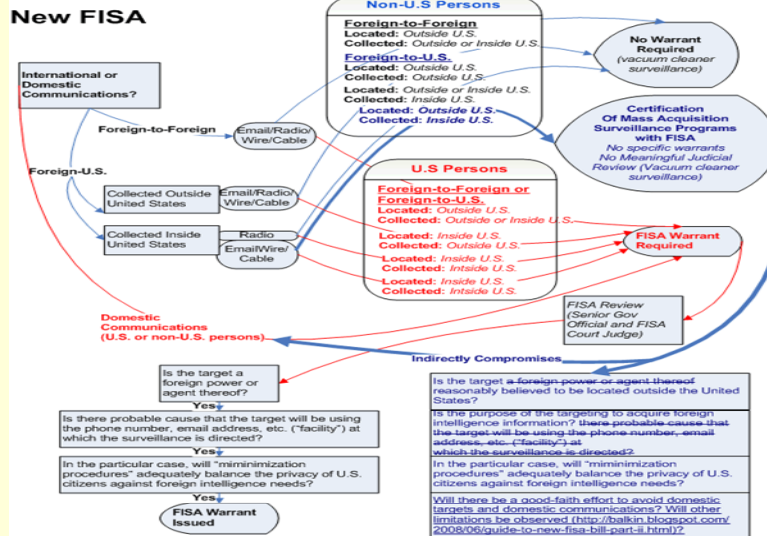 New FISA
International or
Domestic
Communications?
Foreign-to-Foreign
Email/Radio/
Wire/Cable
Foreign-U.S.
Collected Outside
United States
Email/Radio/
Wire/Cable
Collected Inside
United States
Radio
Email/Wire/
Cable
Non-U.S Persons
Foreign-to-Foreign
Located: Outside U.S.
Collected: Outside or Inside U.S.
Foreign-to-U.S.
Located: Outside U.S.
Collected: Outside U.S.
Located: Outside or Inside U.S.
Collected: Inside U.S.
Located: Outside U.S.
Collected: Inside U.S.
No Warrant
Required
(vacuum cleaner
surveillance)
Certification
Of Mass Acquisition
Surveillance Programs
with FISA
No specific warrants
No Meaningful Judicial
Review (Vacuum cleaner
surveillance)
U.S Persons
Foreign-to-Foreign or
Foreign-to-U.S.
Located: Outside U.S.
Collected: Outside or Inside U.S.
Located: Inside U.S.
Collected: Outside U.S.
Located: Inside U.S.
Collected: Intside U.S.
Located: Inside U.S.
Collected: Intside U.S.
FISA Warrant
Required
FISA Review
(Senior Gov
Official and FISA
Court Judge)
Domestic
Communications
(U.S. or non-U.S. persons)
Indirectly Compromises
Is the target a
foreign power or
agent thereof?
Yes
Is there probable cause that the target will be using
the phone number, email address, etc. ("facility") at
which the surveillance is directed?
Yes
In the particular case, will "miminimization
procedures" adequately balance the privacy of U.S.
citizens against foreign intelligence needs?
Yes
FISA Warrant
Issued
Is the target a foreign power or agent thereof
reasonably believed to be located outside the United
States?
Is the purpose of the targeting to acquire foreign
intelligence information? there probable cause that
the target will be using the phone number, email
address, etc. ("facility") at
which the surveillance is directed?
In the particular case, will "miminimization
procedures" adequately balance the privacy of U.S.
citizens against foreign intelligence needs?
Will there be a good-faith effort to avoid domestic
targets and domestic communications? Will other
limitations be observed (http://balkin.blogspot.com/
2008/06/guide-to-new-fisa-bill-part-ii.html)?